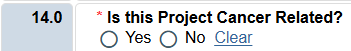 14.0 * Is this Project Cancer Related?
Yes No Clear